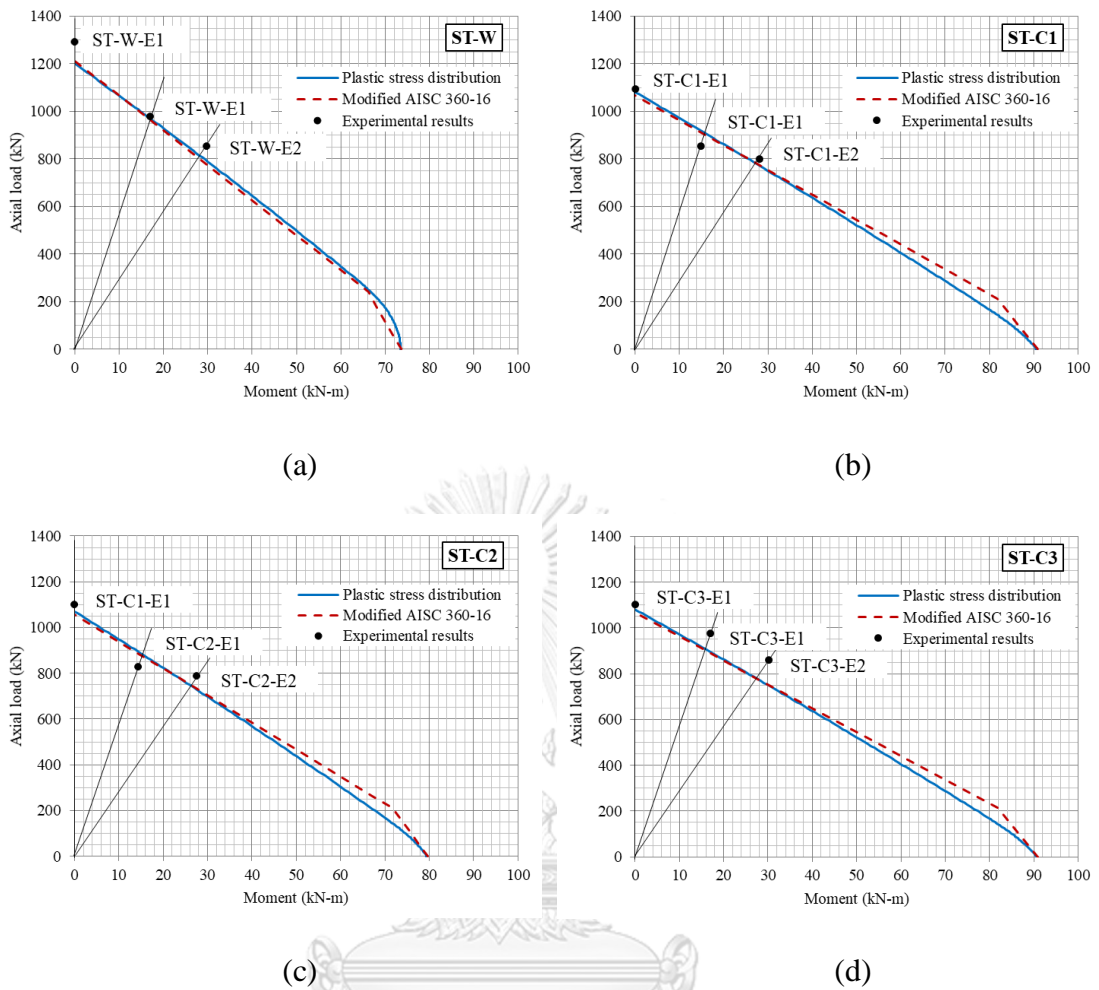 1400
1200
1000
800
600
400
200
0
Axial load (kN)
ST-W
ST-W-E1
ST-W-E1
ST-W-E2
Plastic stress distribution
Modified AISC 360-16
Experimental results
0 10 20 30 40 50 60 70 80 90 100
Moment (kN-m)
(a)
1400
1200
1000
800
600
400
200
0
Axial load (kN)
ST-C1
ST-C1-E1
ST-C1-E1
ST-C1-E2
Plastic stress distribution
Modified AISC 360-16
Experimental results
0 10 20 30 40 50 60 70 80 90 100
Moment (kN-m)
(b)
1400
1200
1000
800
600
400
200
0
Axial load (kN)
ST-C2
ST-C1-E1
ST-C2-E1
ST-C2-E2
Plastic stress distribution
Modified AISC 360-16
Experimental results
0 10 20 30 40 50 60 70 80 90 100
Moment (kN-m)
(c)
1400
1200
1000
800
600
400
200
0
Axial load (kN)
ST-C3
ST-C3-E1
ST-C3-E1
ST-C3-E2
Plastic stress distribution
Modified AISC 360-16
Experimental results
0 10 20 30 40 50 60 70 80 90 100
Moment (kN-m)
(d)